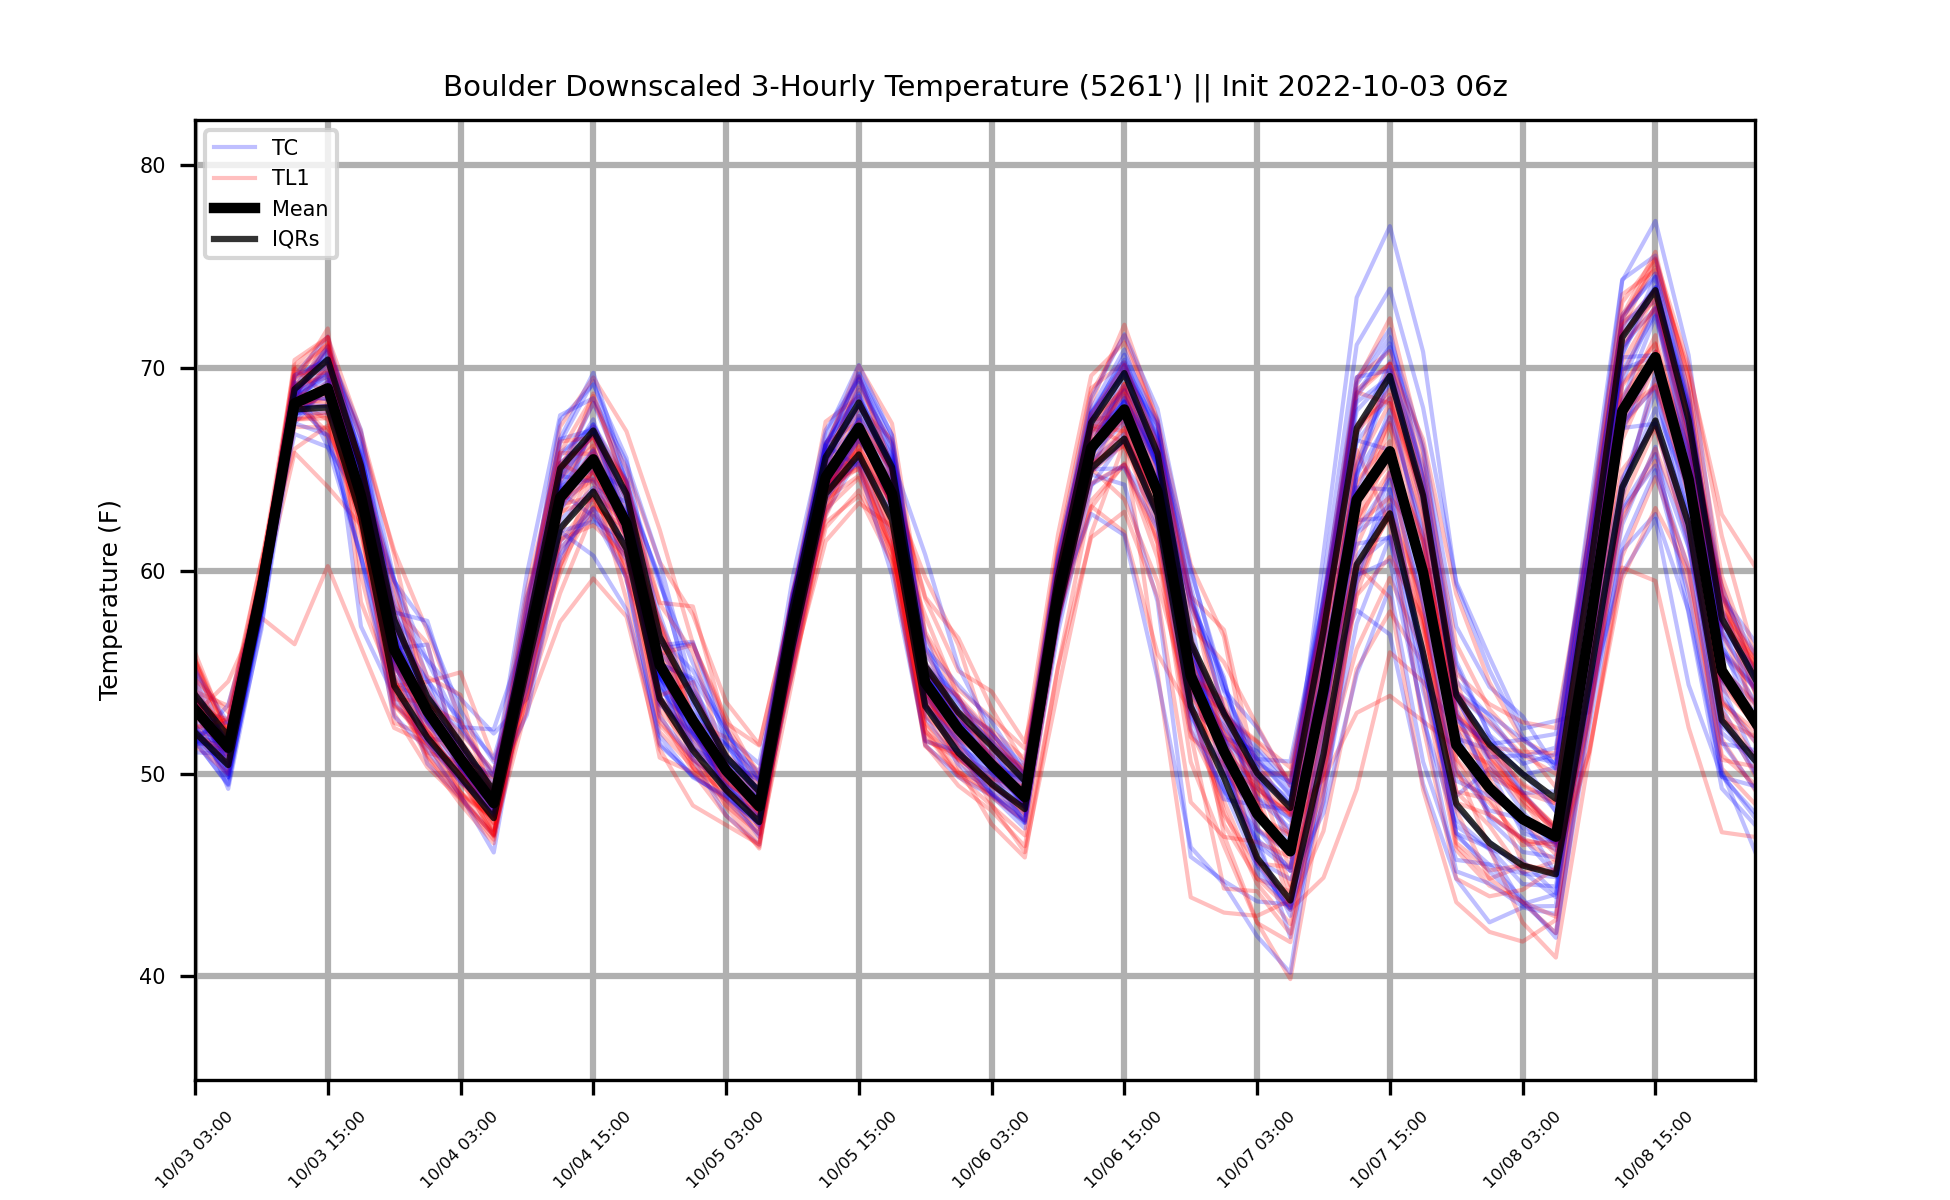 Boulder Downscaled 3-Hourly Temperature (5261') || Init 2022-10-03 06z
TC
TL1
Mean
IQRs
Temperature (F)
80
70
60
50
40
10/03 03:00
10/03 15:00
10/04 03:00
10/04 15:00
10/05 03:00
10/05 15:00
10/06 03:00
10/06 15:00
10/07 03:00
10/07 15:00
10/08 03:00
10/08 15:00